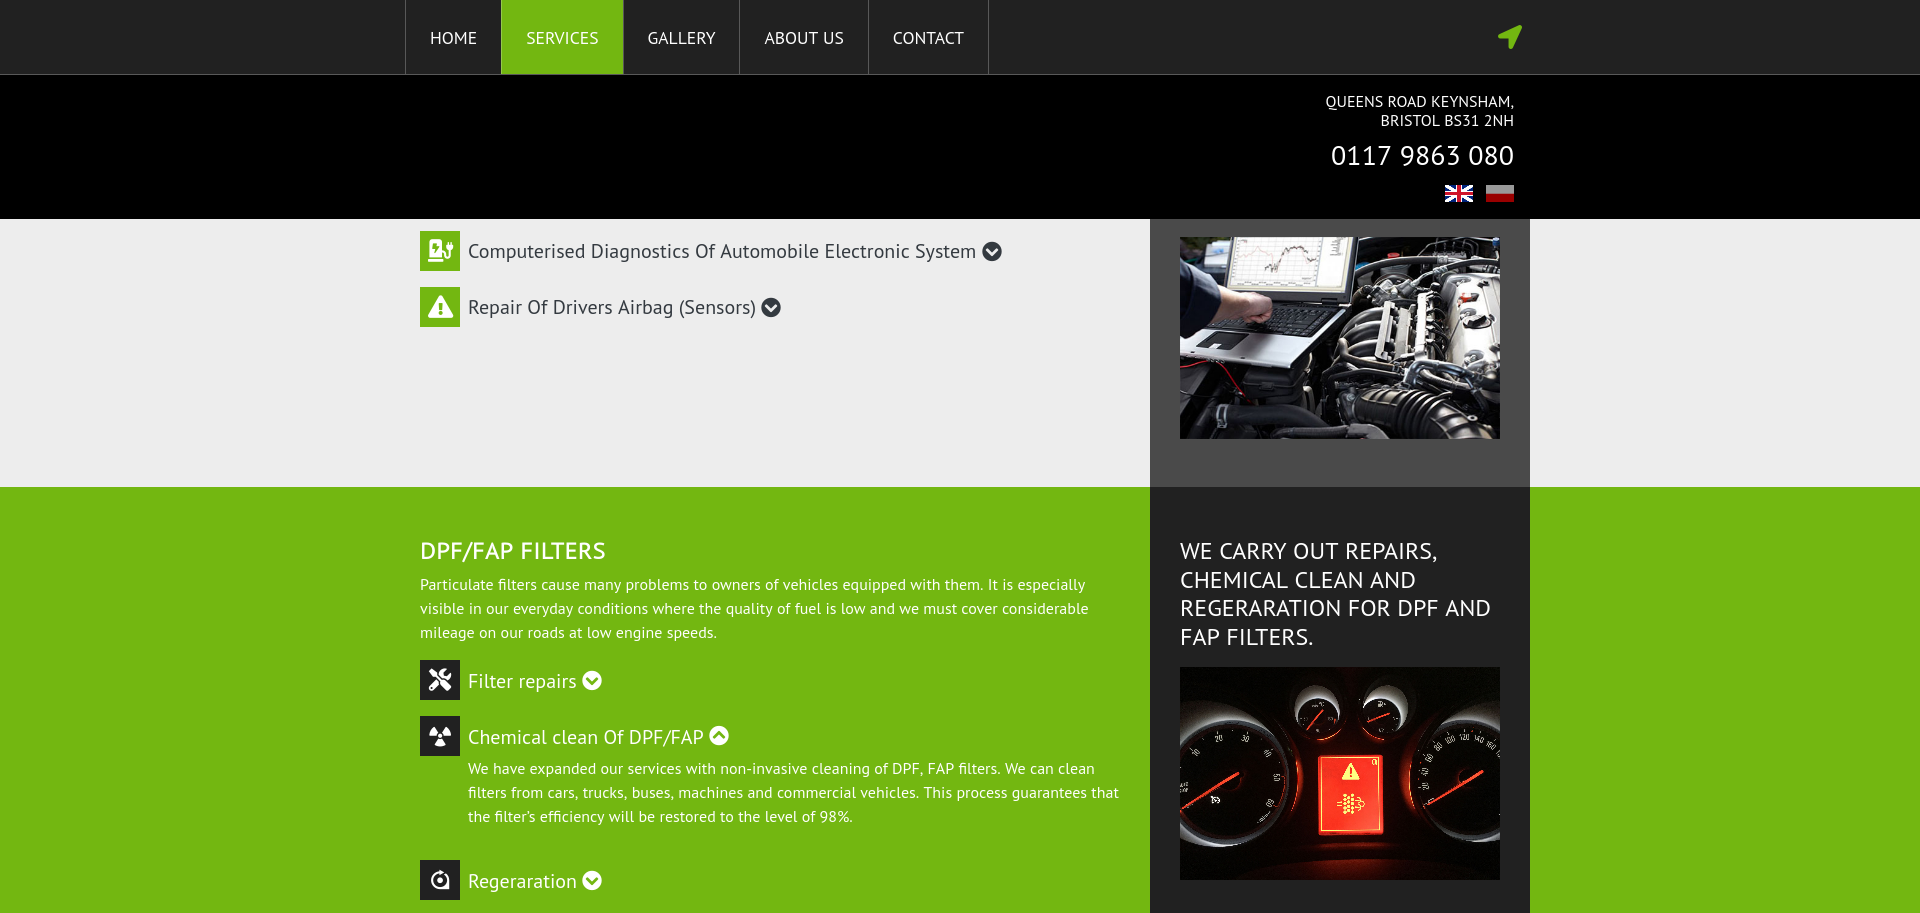 HOME
SERVICES
GALLERY
ABOUT US
CONTACT
QUEENS ROAD KEYNSHAM,
BRISTOL BS31 2NH
0117 9863 080
Computerised Diagnostics Of Automobile Electronic System
Repair Of Drivers Airbag (Sensors)
DPF/FAP FILTERS
Particulate filters cause many problems to owners of vehicles equipped with them. It is especially
visible in our everyday conditions where the quality of fuel is low and we must cover considerable
mileage on our roads at low engine speeds.
Filter repairs
Chemical clean Of DPF/FAP
We have expanded our services with non-invasive cleaning of DPF, FAP filters. We can clean
filters from cars, trucks, buses, machines and commercial vehicles. This process guarantees that
the filter's efficiency will be restored to the level of 98%.
Regeraration
WE CARRY OUT REPAIRS,
CHEMICAL CLEAN AND
REGERARATION FOR DPF AND
FAP FILTERS.